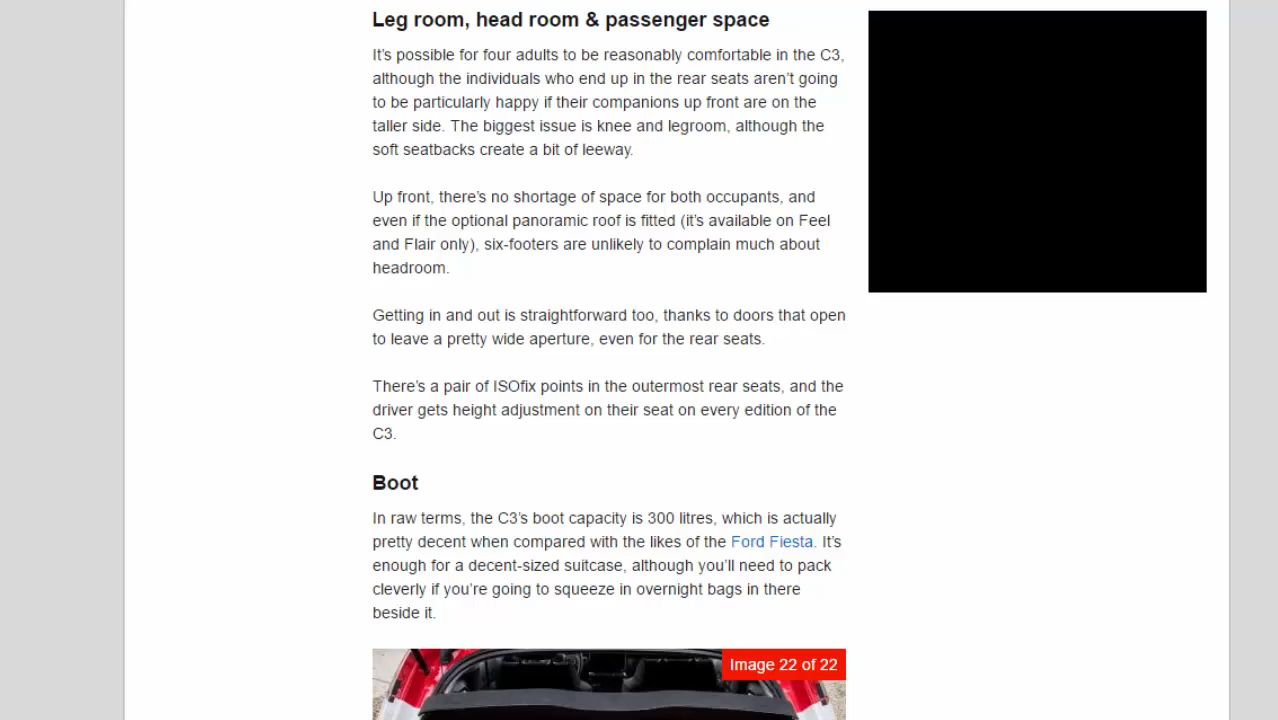 Leg room, head room & passenger space
It's possible for four adults to be reasonably comfortable in the C3,
although the individuals who end up in the rear seats aren't going
to be particularly happy if their companions up front are on the
taller side. The biggest issue is knee and legroom, although the
soft seatbacks create a bit of leeway.
Up front, there's no shortage of space for both occupants, and
even if the optional panoramic roof is fitted (it's available on Feel
and Flair only), six-footers are unlikely to complain much about
headroom.
Getting in and out is straightforward too, thanks to doors that open
to leave a pretty wide aperture, even for the rear seats.
There's a pair of ISOfix points in the outermost rear seats, and the
driver gets height adjustment on their seat on every edition of the
C3.
Boot
In raw terms, the C3's boot capacity is 300 litres, which is actually
pretty decent when compared with the likes of the Ford Fiesta. It's
enough for a decent-sized suitcase, although you'll need to pack
cleverly if you're going to squeeze in overnight bags in there
beside it.
Image 22 of 22